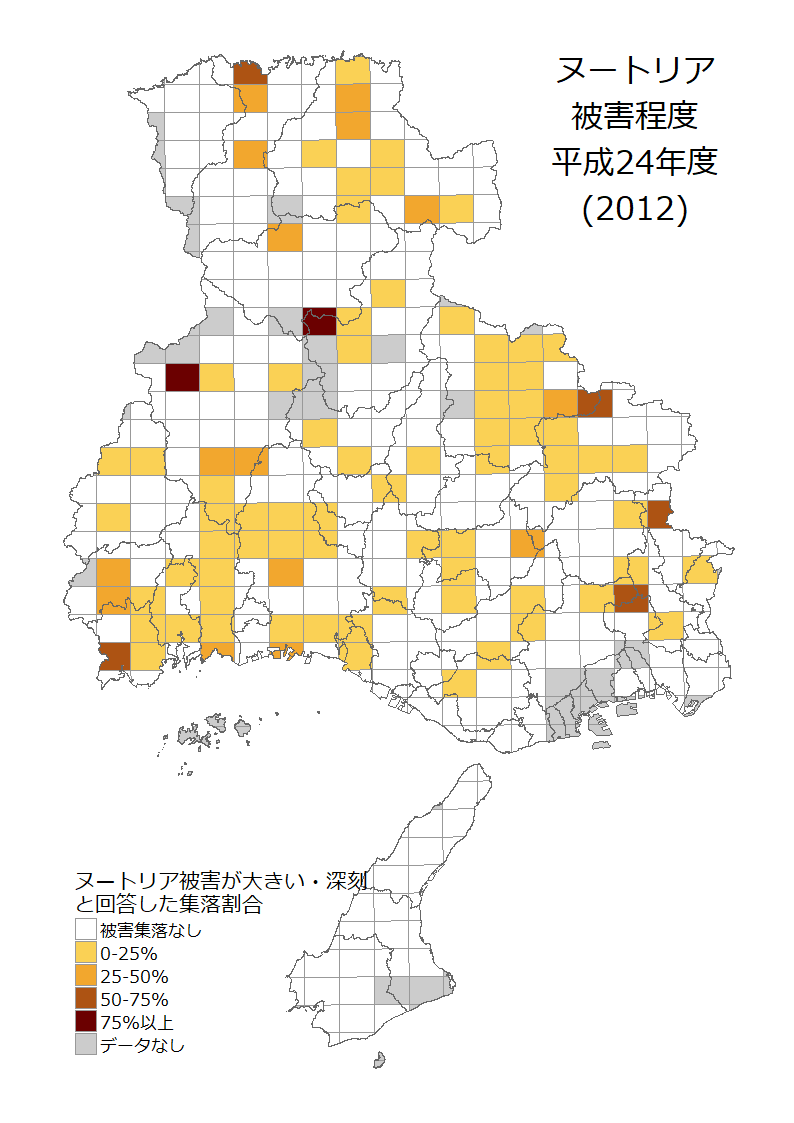 ヌートリア
被害程度
平成24年度
(2012)
ヌートリア被害が大きい・深刻
と回答した集落割合
被害集落なし
0-25%
25-50%
50-75%
75%以上
データなし